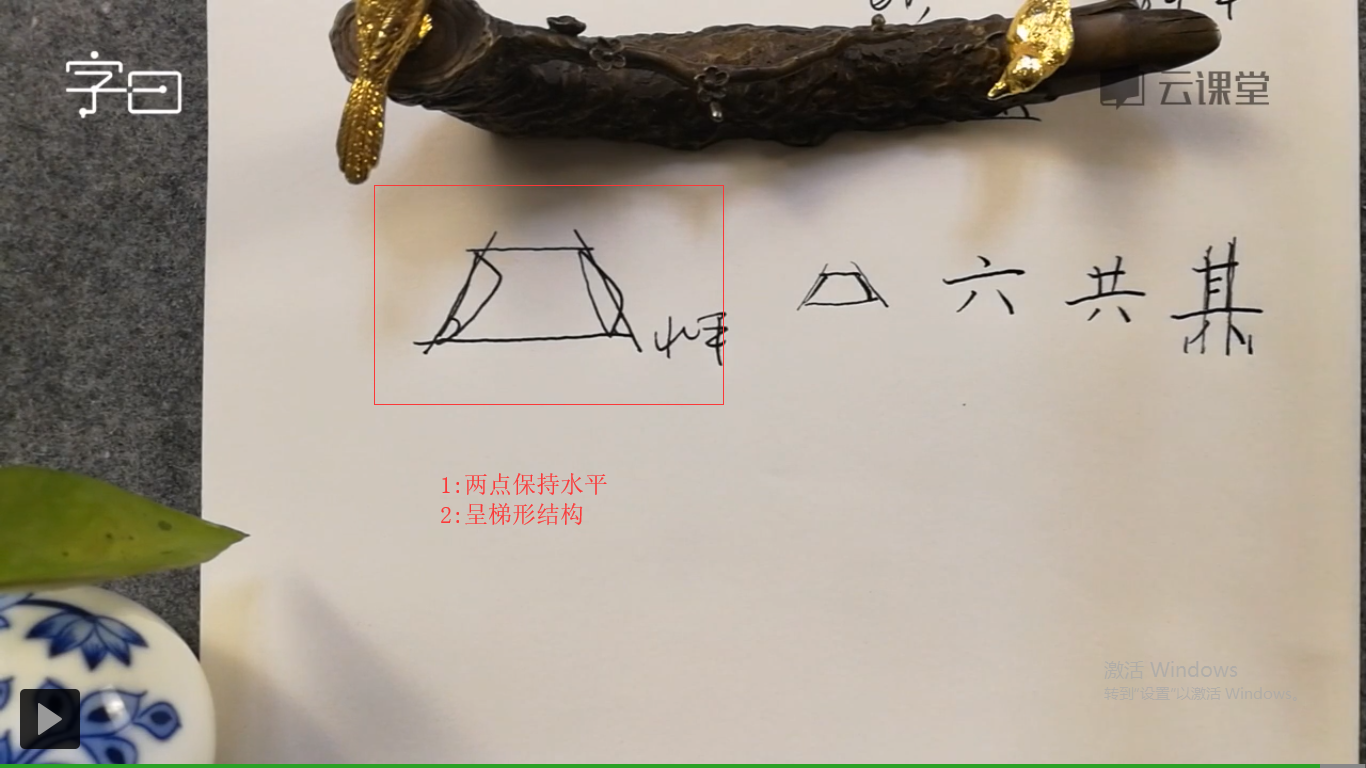 字曰
云课堂
水平
六 共 其
1:两点保持水平
2:呈梯形结构
激活 Windows
转到"设置"以激活 Windows。